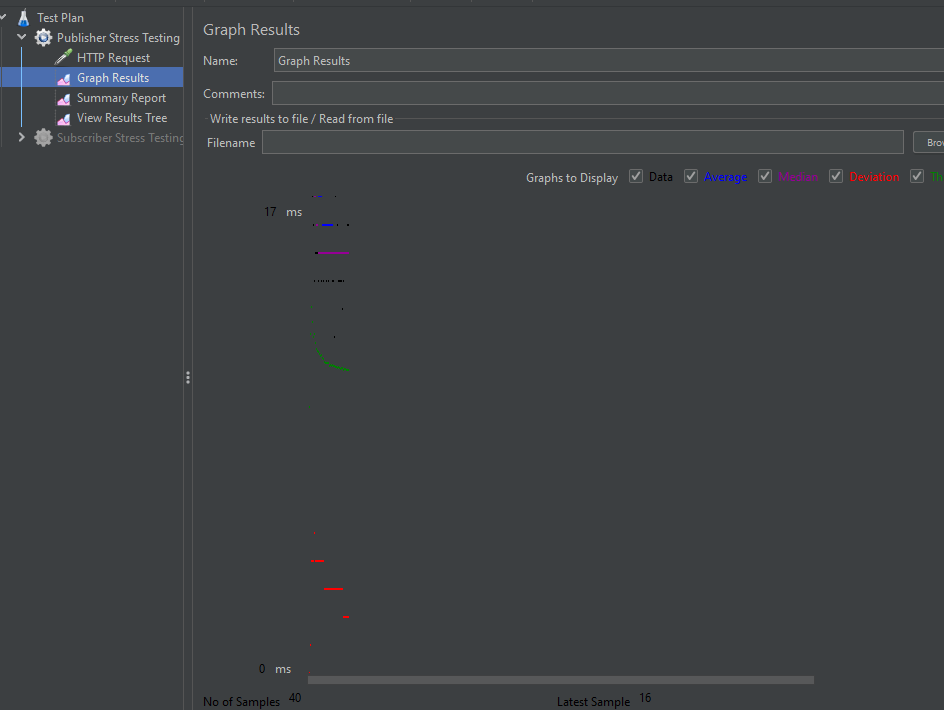 Test Plan
Publisher Stress Testing
HTTP Request
Graph Results
Summary Report
View Results Tree
Subscriber Stress Testing
Graph Results
Name: Graph Results
Comments:
Write results to file / Read from file
Filename Brow
Graphs to Display Data Average Median Deviation Th
17 ms
0 ms
No of Samples 40 Latest Sample 16